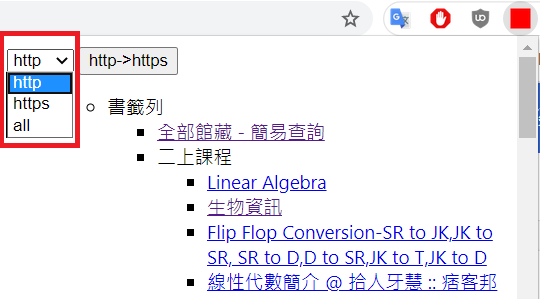 http http->https
http
https
all
書籤列
全部館藏 - 簡易查詢
二上課程
Linear Algebra
生物資訊
Flip Flop Conversion-SR to JK,JK to
SR, SR to D,D to SR,JK to T,JK to D
線性代數簡介 @ 拾人牙慧 :: 痞客邦